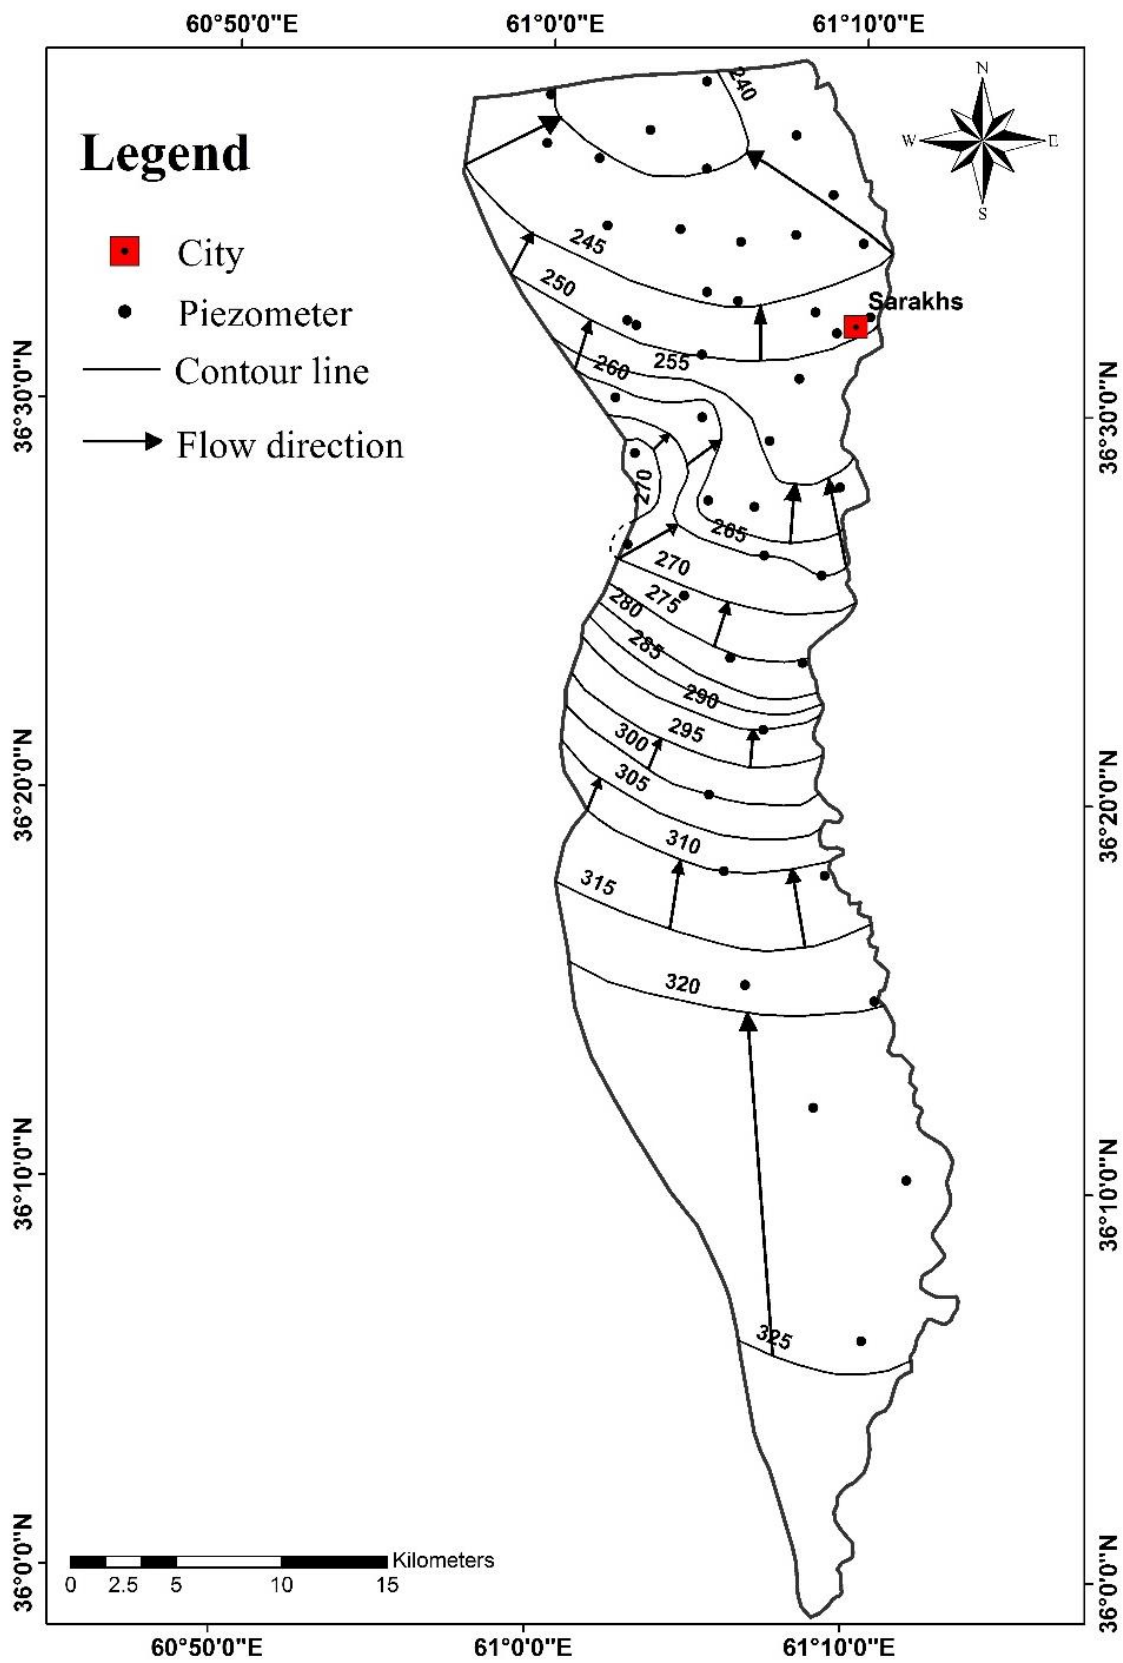 60°50'0"E 61°0'0"E 61°10'0"E
240
N
W E
S
Legend
City
Piezometer
Contour line
Flow direction
245
250
Sarakhs
255
260
36°30'0"N
36°30'0"N
270
265
270
275
280
285
290
295
300
305
36°20'0"N
36°20'0"N
310
315
320
36°10'0"N
36°10'0"N
325
36°0'0"N
36°0'0"N
Kilometers
0 2.5 5 10 15
60°50'0"E 61°0'0"E 61°10'0"E